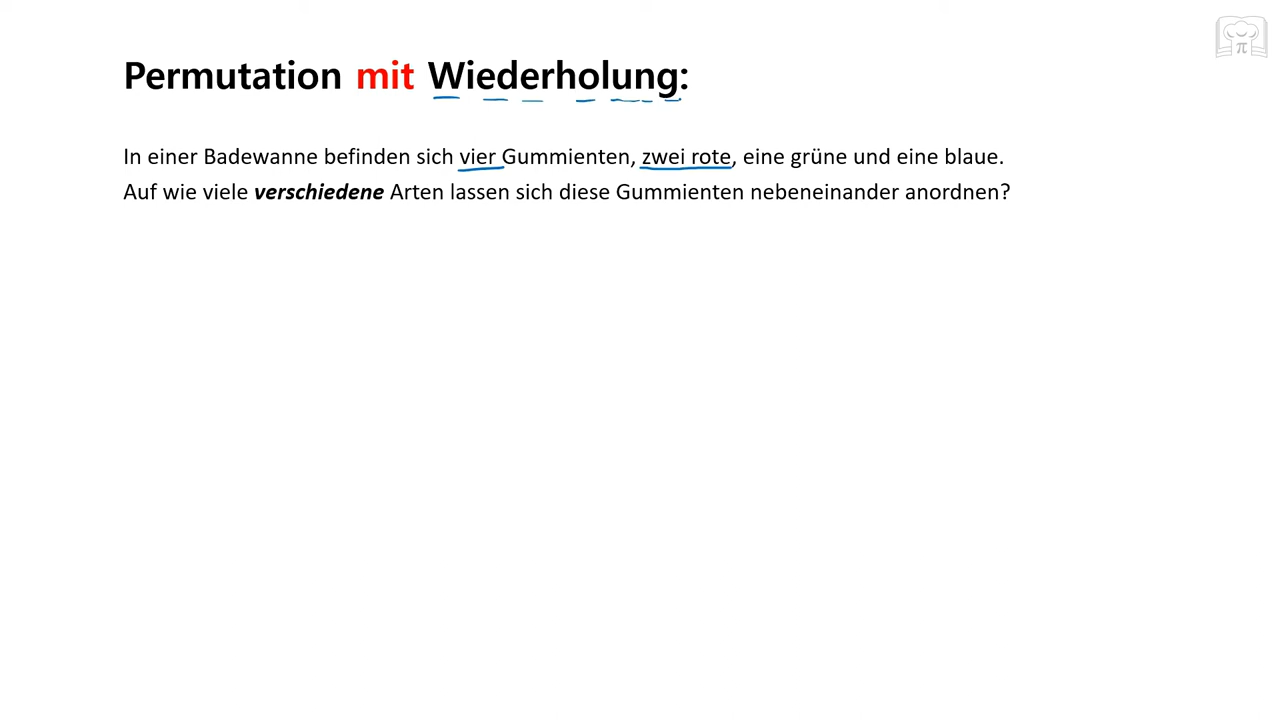 Permutation mit Wiederholung:
In einer Badewanne befinden sich vier Gummienten, zwei rote, eine grüne und eine blaue.
Auf wie viele verschiedene Arten lassen sich diese Gummienten nebeneinander anordnen?
π